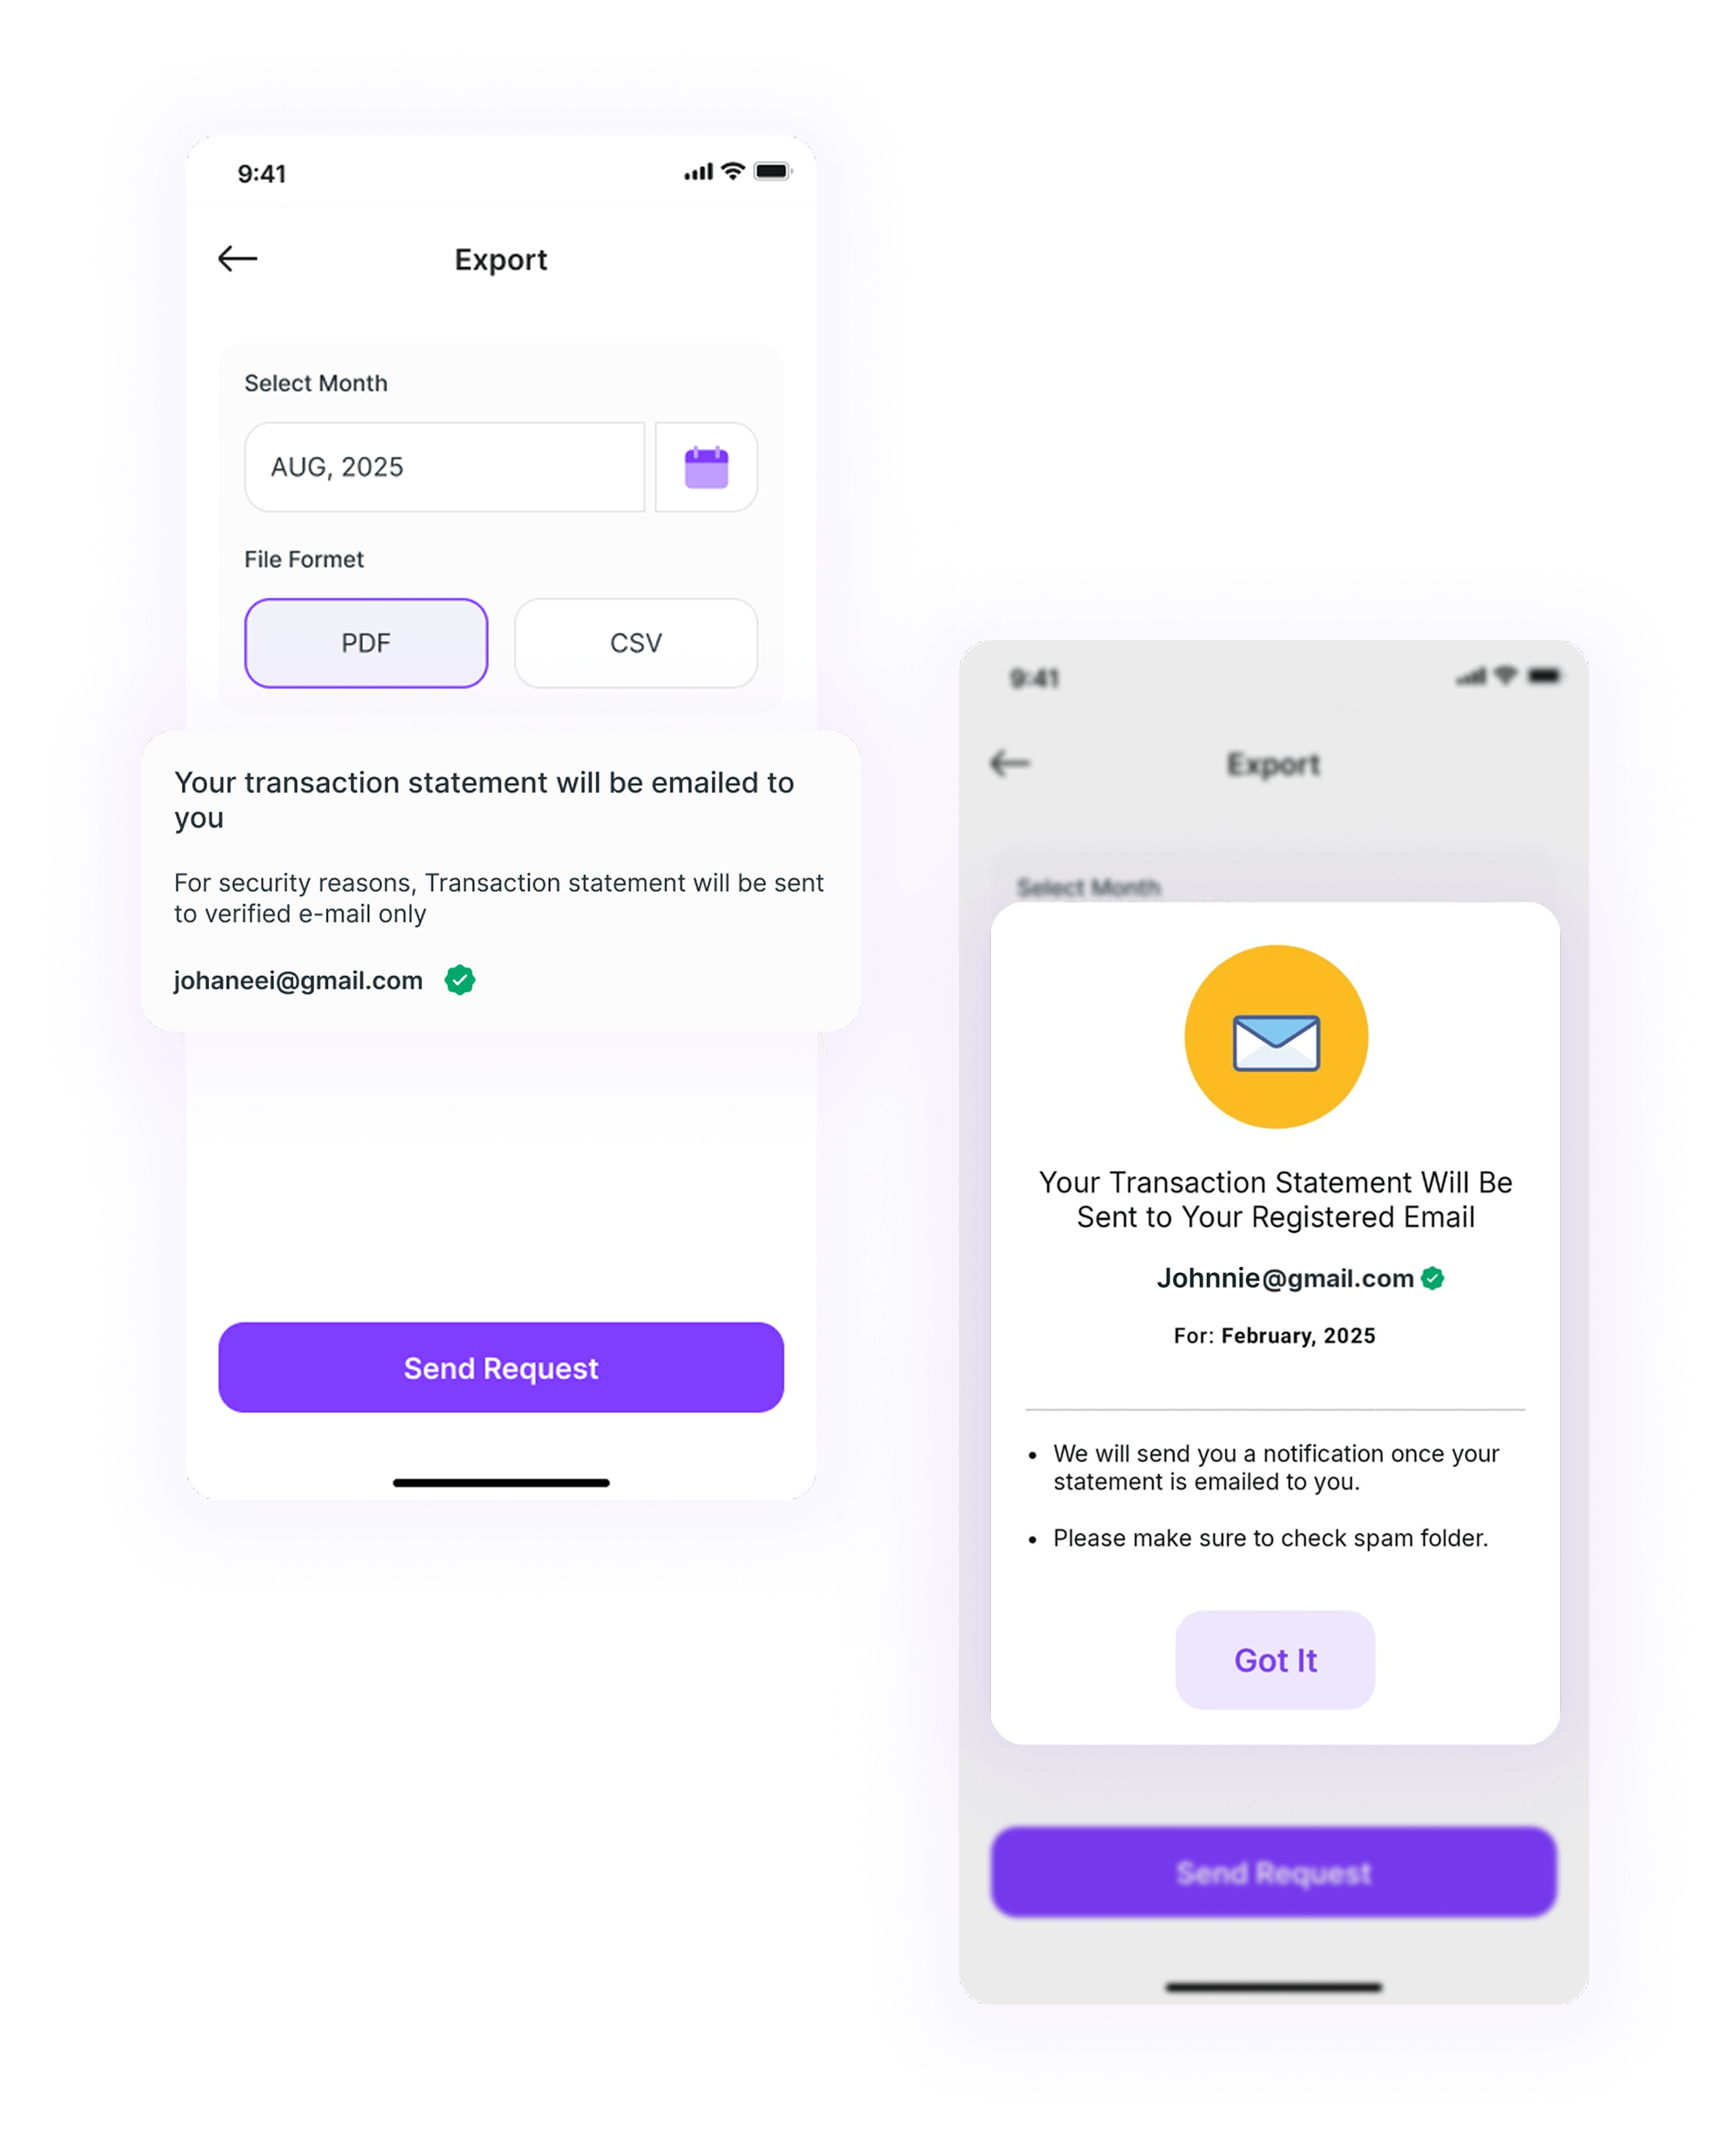 9:41
Export
Select Month
AUG, 2025
File Formet
PDF
CSV
Your transaction statement will be emailed to
you
For security reasons, Transaction statement will be sent
to verified e-mail only
johaneei@gmail.com
Send Request
9:41
Export
Select Month
Your Transaction Statement Will Be
Sent to Your Registered Email
Johnnie@gmail.com
For: February, 2025
• We will send you a notification once your
statement is emailed to you.
• Please make sure to check spam folder.
Got It
Send Request